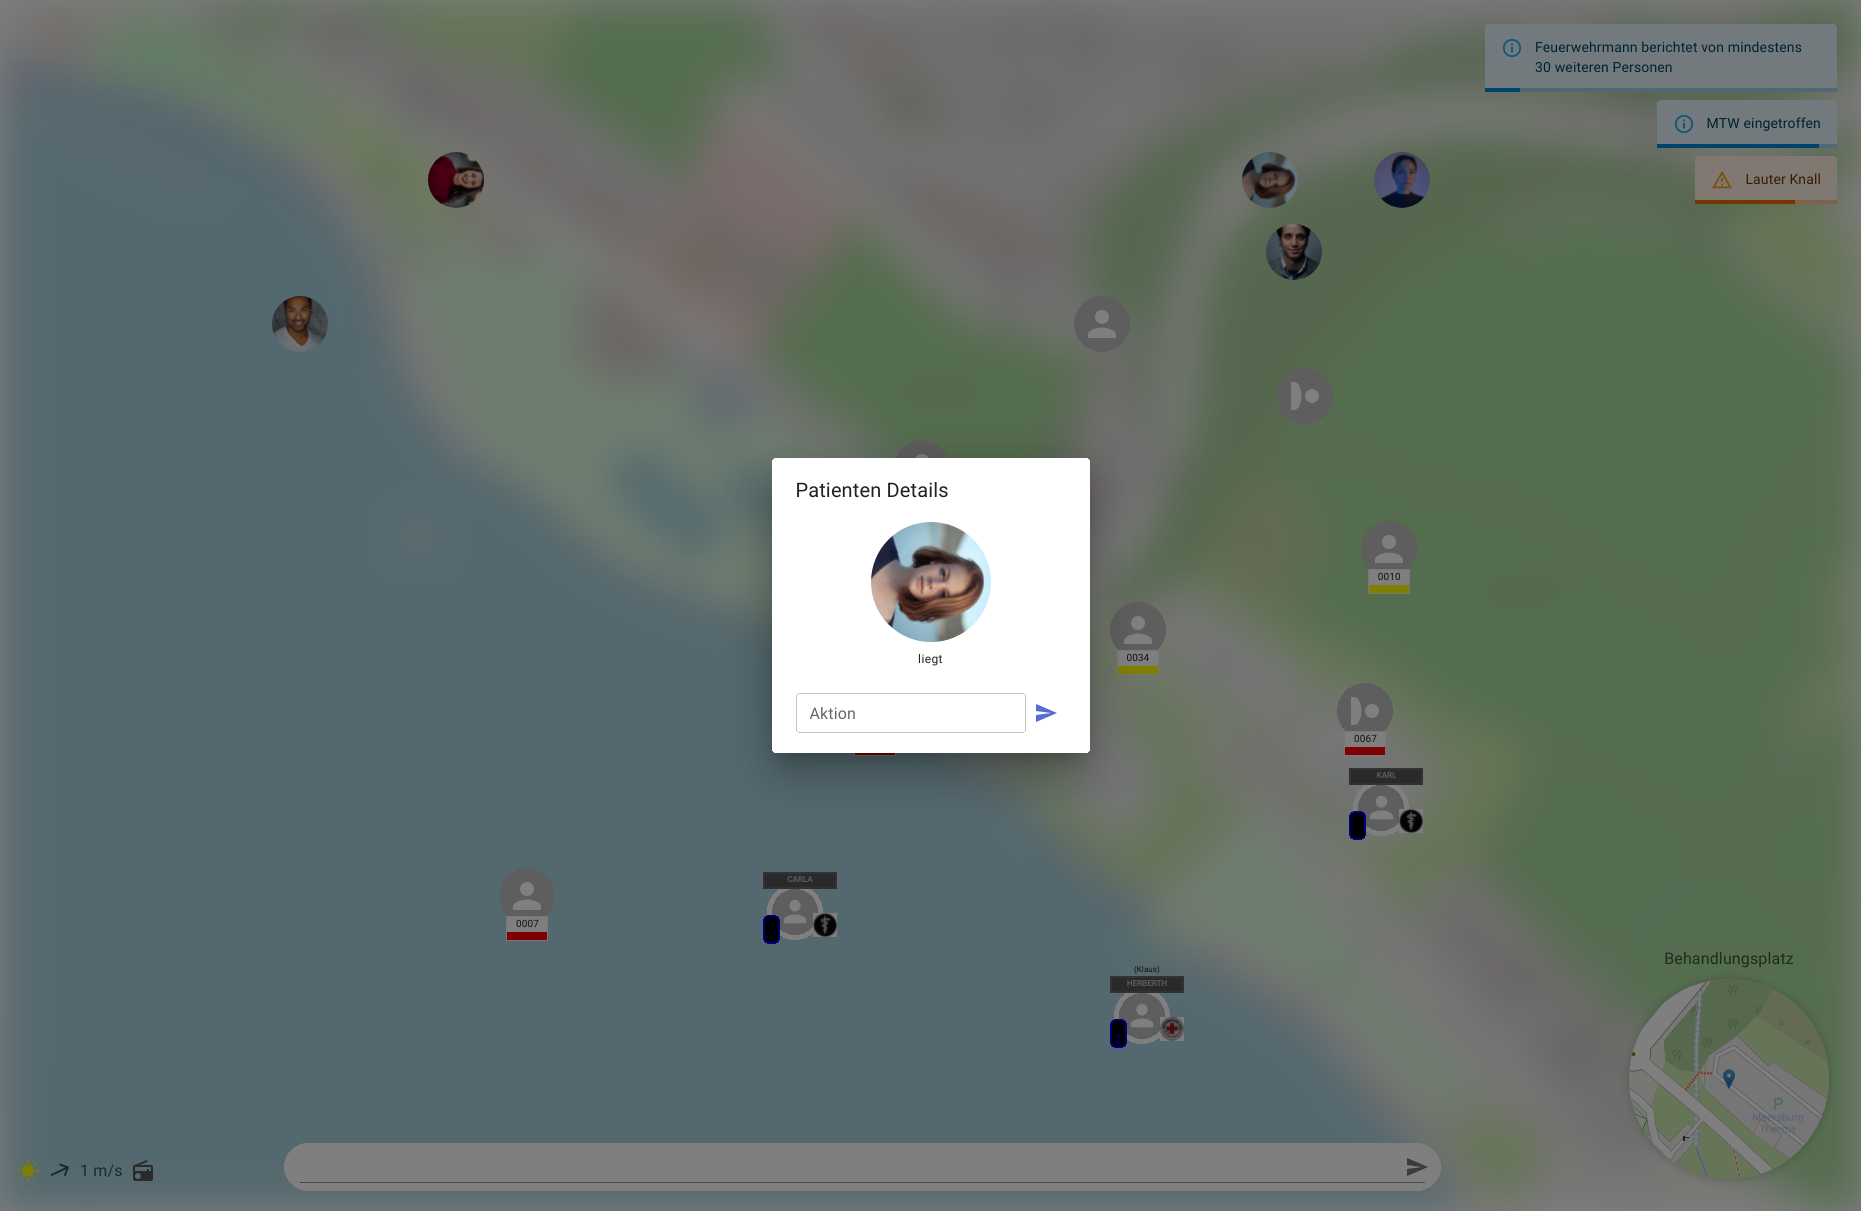 Feuerwehrmann berichtet von mindestens
30 weiteren Personen
MTW eingetroffen
Lauter Knall
Patienten Details
liegt
Aktion
0010
0034
0067
KARL
0007
CARLA
(Klaus)
HERBERTH
Behandlungsplatz
P
Meersburg
Therme
1 m/s